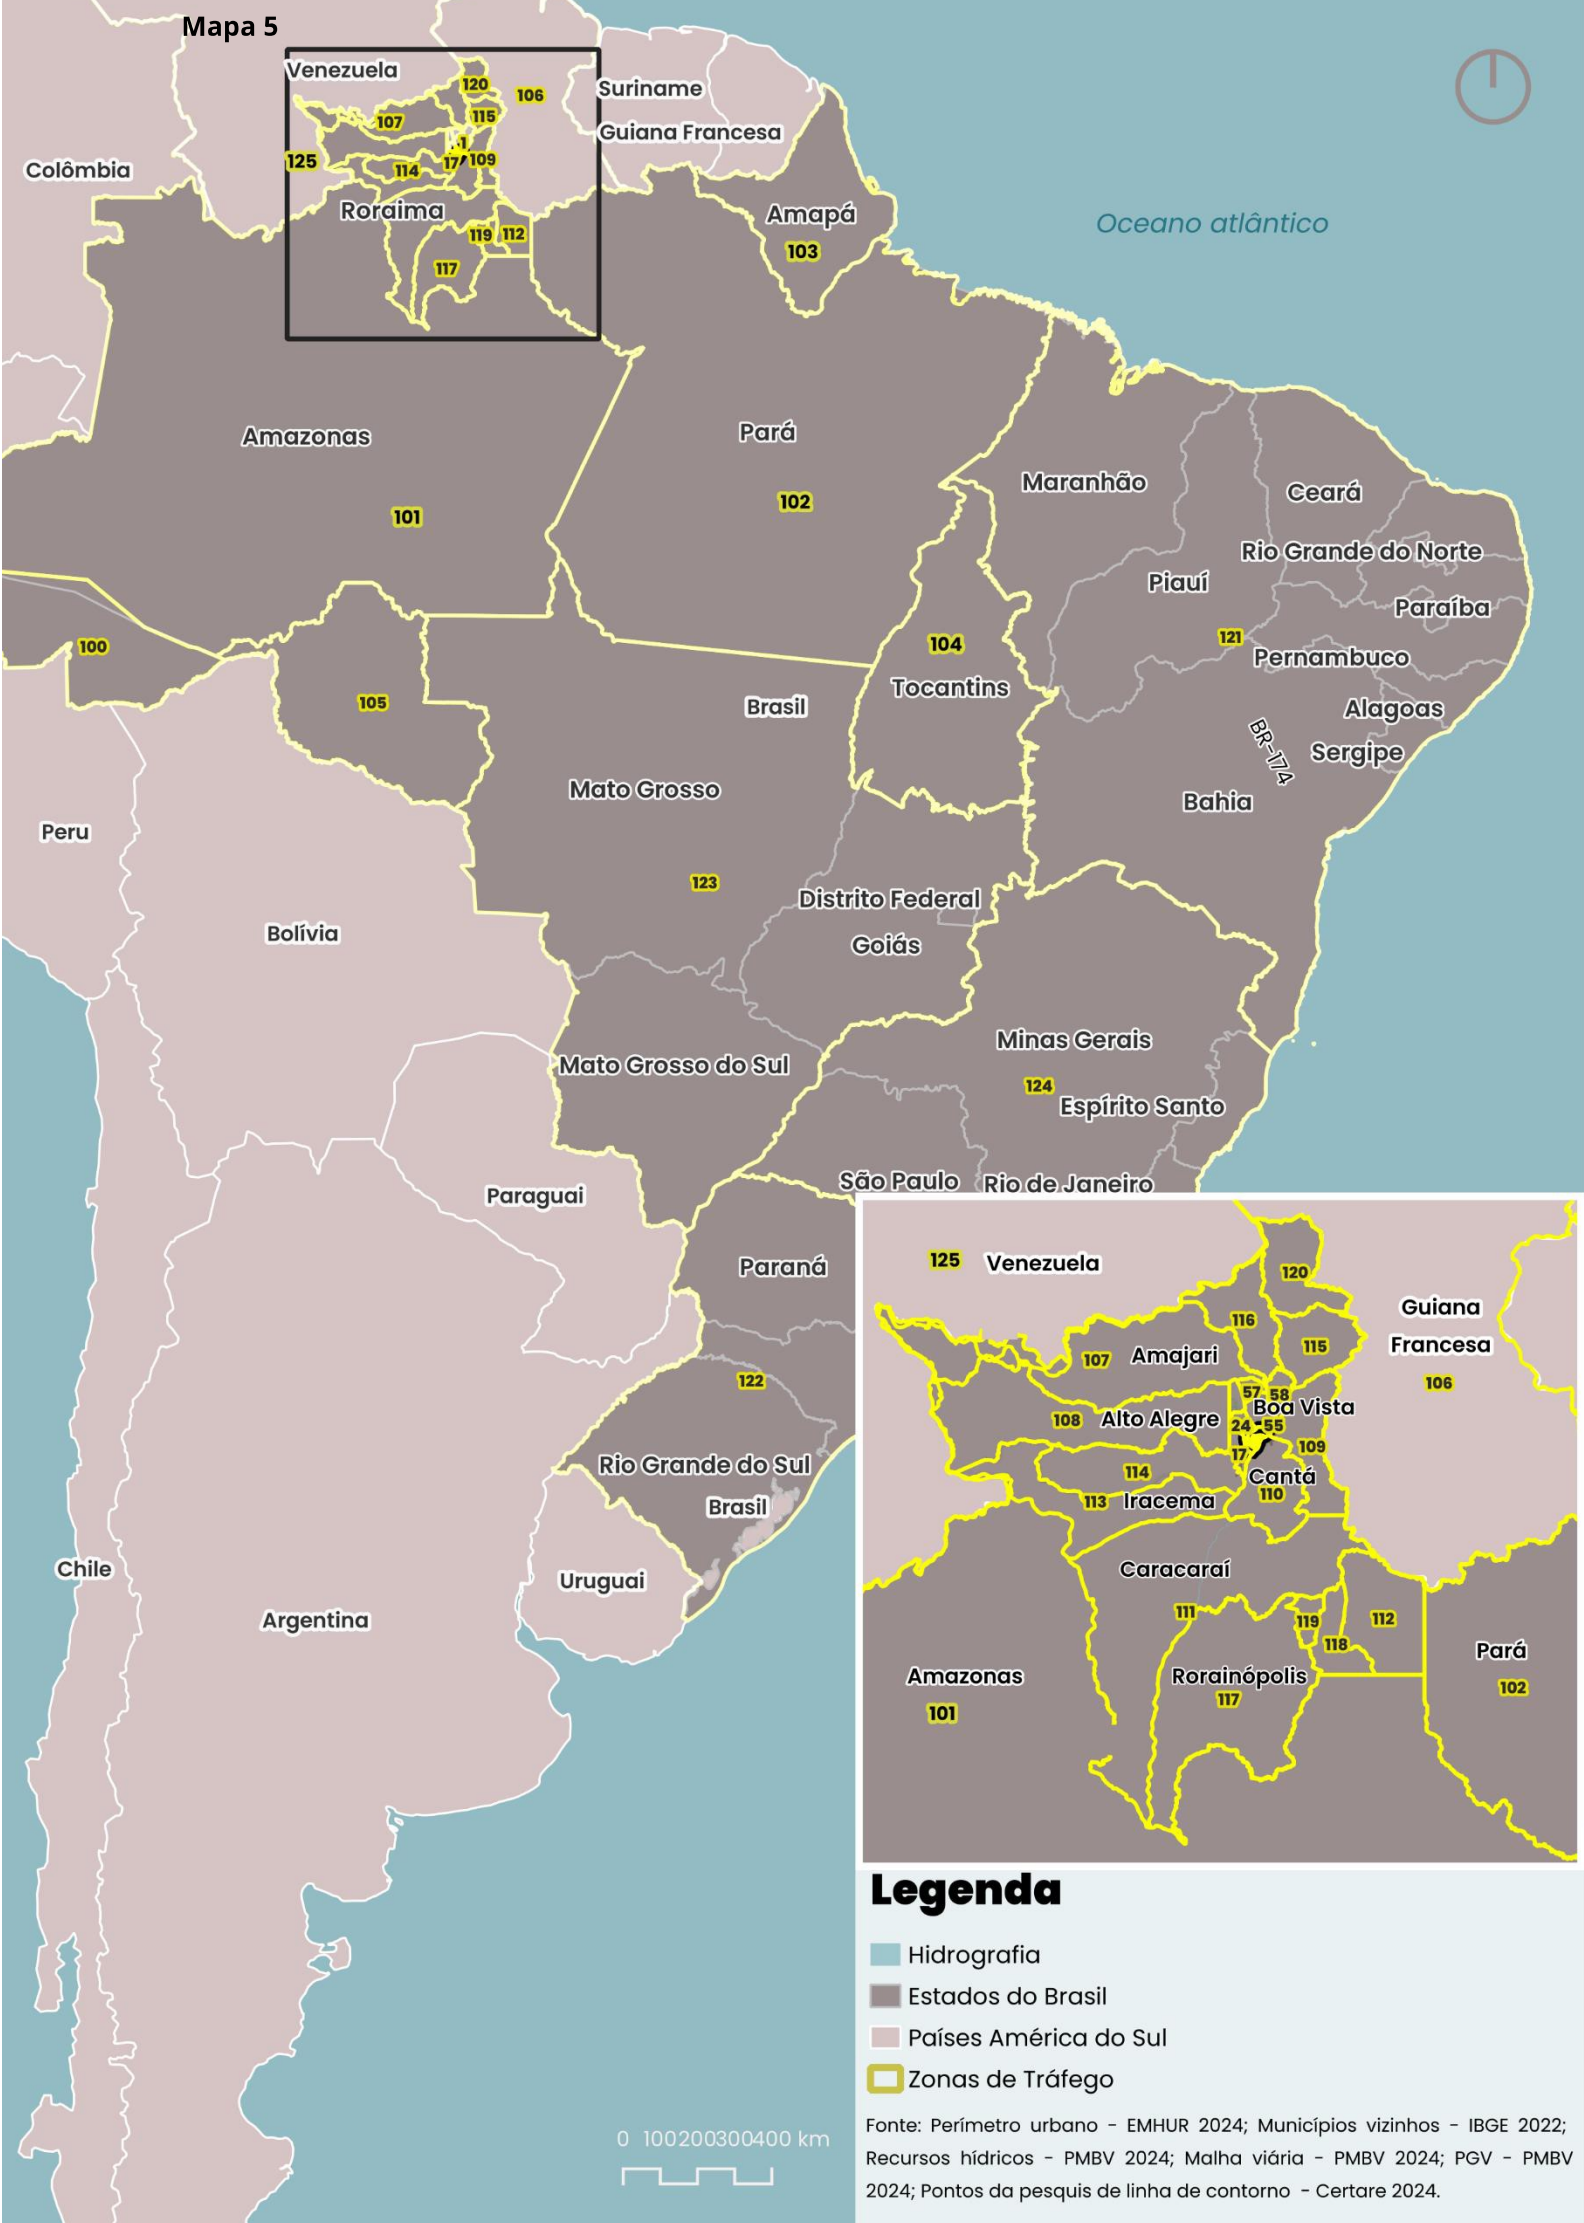 Mapa 5
Venezuela
120
106
Suriname
107
115
Guiana Francesa
1
125
17
109
114
Colômbia
Roraima
Amapá
Oceano atlântico
119
112
103
117
Amazonas
Pará
Maranhão
Ceará
102
101
Rio Grande do Norte
Piauí
Paraíba
100
104
121
Pernambuco
Tocantins
105
Brasil
Alagoas
BR-174
Sergipe
Mato Grosso
Bahia
Peru
123
Distrito Federal
Bolívia
Goiás
Minas Gerais
Mato Grosso do Sul
124
Espírito Santo
São Paulo
Rio de Janeiro
Paraguai
Paraná
122
Rio Grande do Sul
Brasil
Chile
Uruguai
Argentina
125
Venezuela
120
Guiana
Francesa
116
115
107
Amajari
106
57
58
Boa Vista
108
Alto Alegre
24
55
17
109
114
Cantá
110
113
Iracema
Caracaraí
111
119
112
118
Pará
Amazonas
Rorainópolis
102
117
101
Legenda
Hidrografia
Estados do Brasil
Países América do Sul
Zonas de Tráfego
Fonte: Perímetro urbano - EMHUR 2024; Municípios vizinhos - IBGE 2022;
Recursos hídricos - PMBV 2024; Malha viária - PMBV 2024; PGV - PMBV
2024; Pontos da pesquis de linha de contorno - Certare 2024.
0 100200300400 km